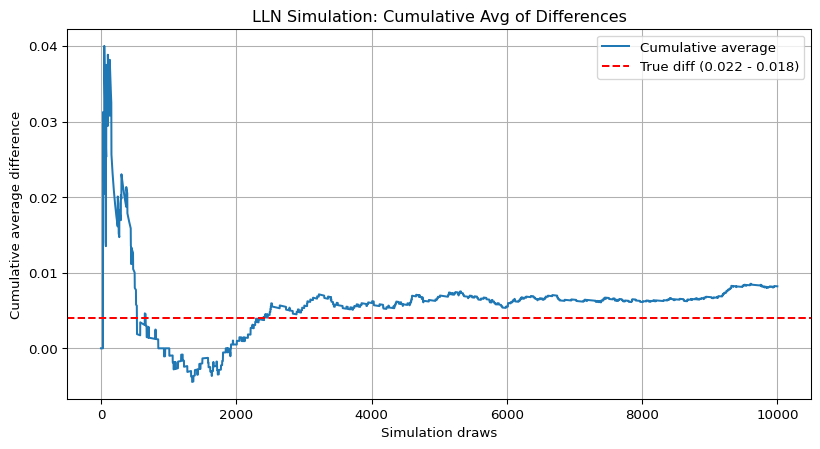 LLN Simulation: Cumulative Avg of Differences
Cumulative average
True diff (0.022 - 0.018)
Cumulative average difference
0.04
0.03
0.02
0.01
0.00
0
2000
4000
6000
8000
10000
Simulation draws